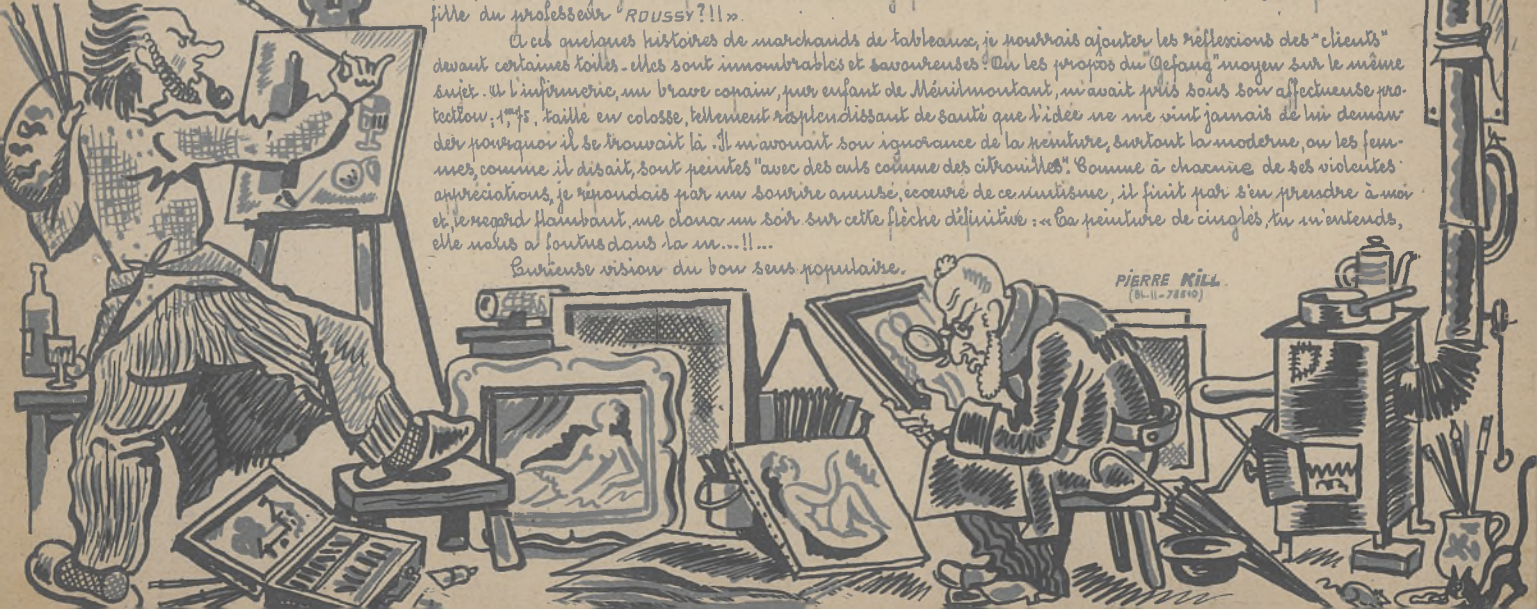 fille du professeur "ROUSSY?!!».
A ces quelques histoires de marchands de tableaux, je pourrais ajouter les réflexions des "clients"
devant certaines toiles - elles sont innombrables et savoureuses. Ou les propos du "Gefang" moyen sur le même
sujet. A l'infirmerie, un brave copain, pur enfant de Ménilmontant, m'avait pris sous son affectueuse pro-
tection; 1m75, taillé en colosse, tellement resplendissant de santé que l'idée ne me vint jamais de lui deman-
der pourquoi il se trouvait là. Il m'avouait son ignorance de la peinture, surtout la moderne, ou les fem-
mes, comme il disait, sont peintes "avec des culs comme des citrouilles". Comme à chacune de ses violentes
appréciations, je répondais par un sourire amusé, écœuré de ce mutisme, il finit par s'en prendre à moi
et, le regard flambant, me cloua un soir sur cette flèche définitive : « La peinture de cinglés, tu m'entends,
elle nous a foutus dans la m...!!...
Curieuse vision du bon sens populaire.
PIERRE KILL.